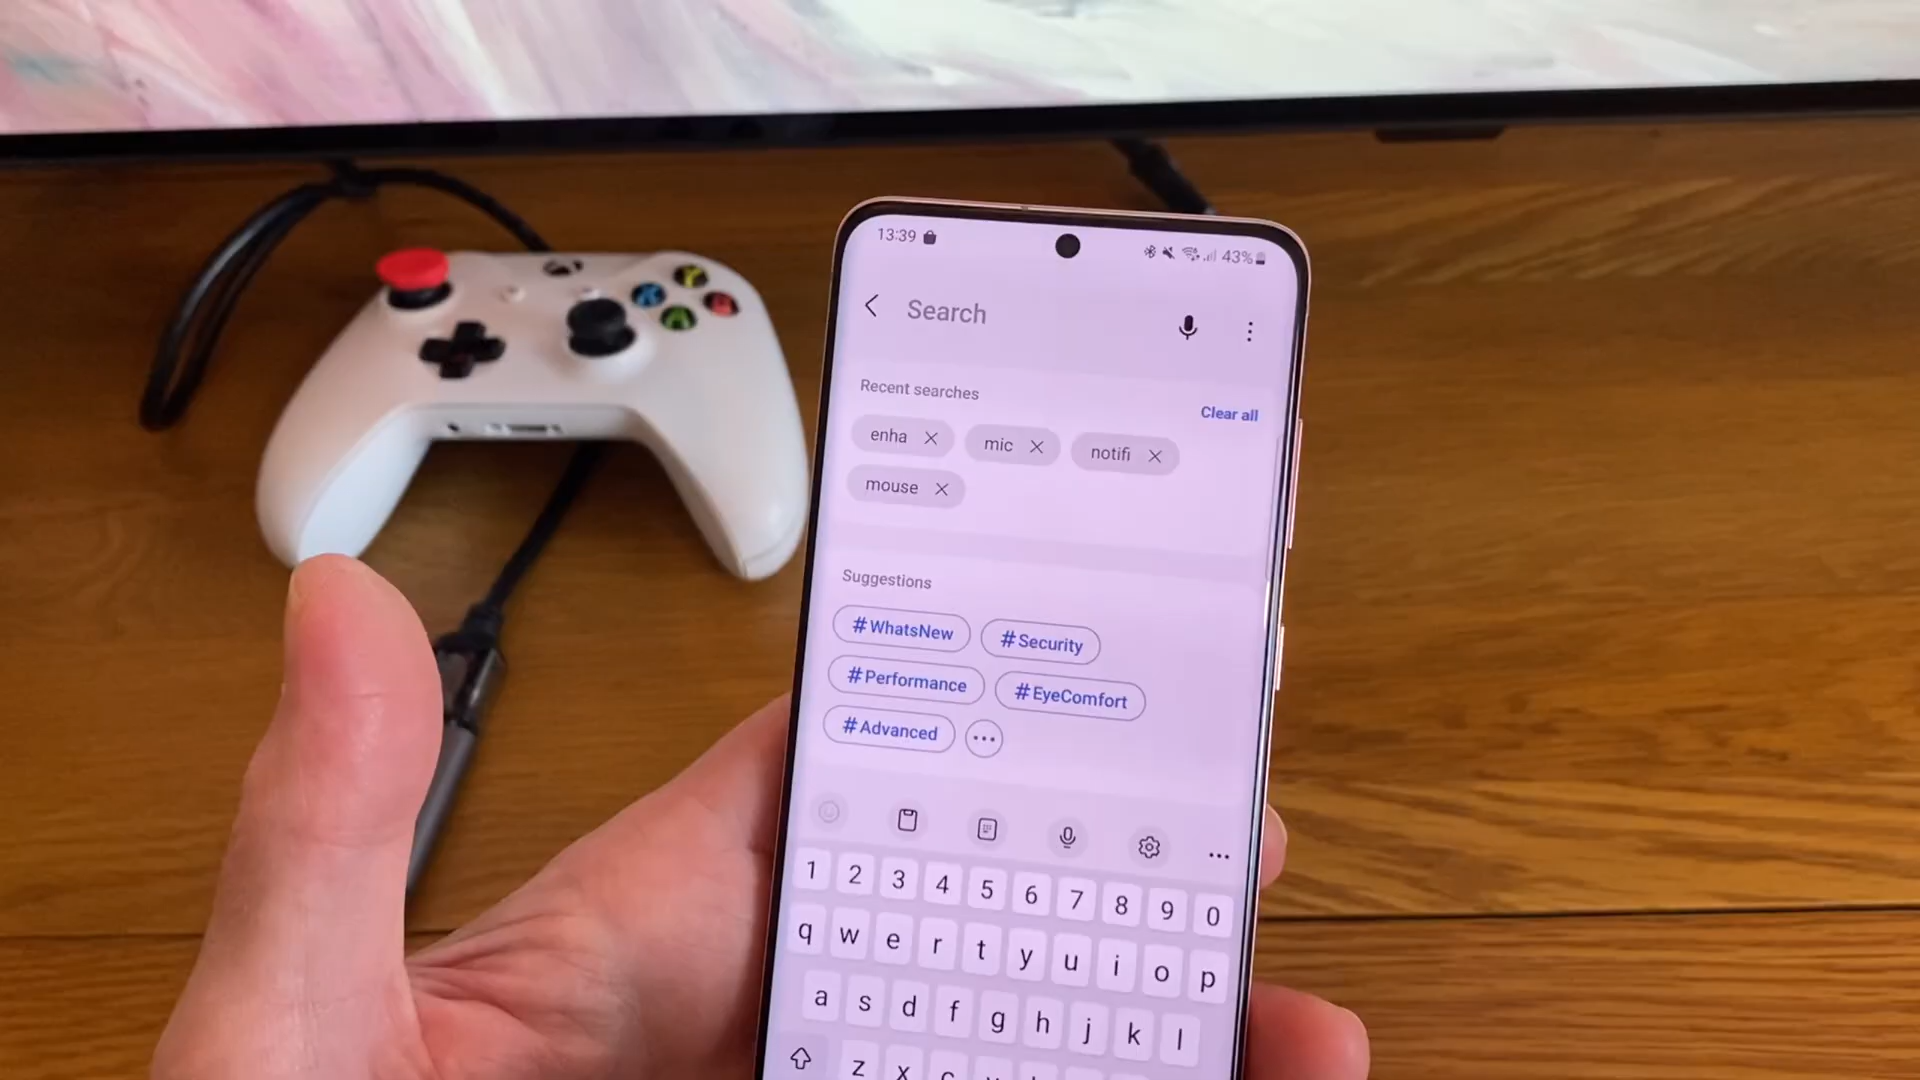 13:39 43%
Search
Recent searches
Clear all
enha mic notifi
mouse
Suggestions
#WhatsNew #Security
#Performance #EyeComfort
#Advanced
1 2 3 4 5 6 7 8 9 0
q w e r t y u i o p
a s d f g h j k l
z x c